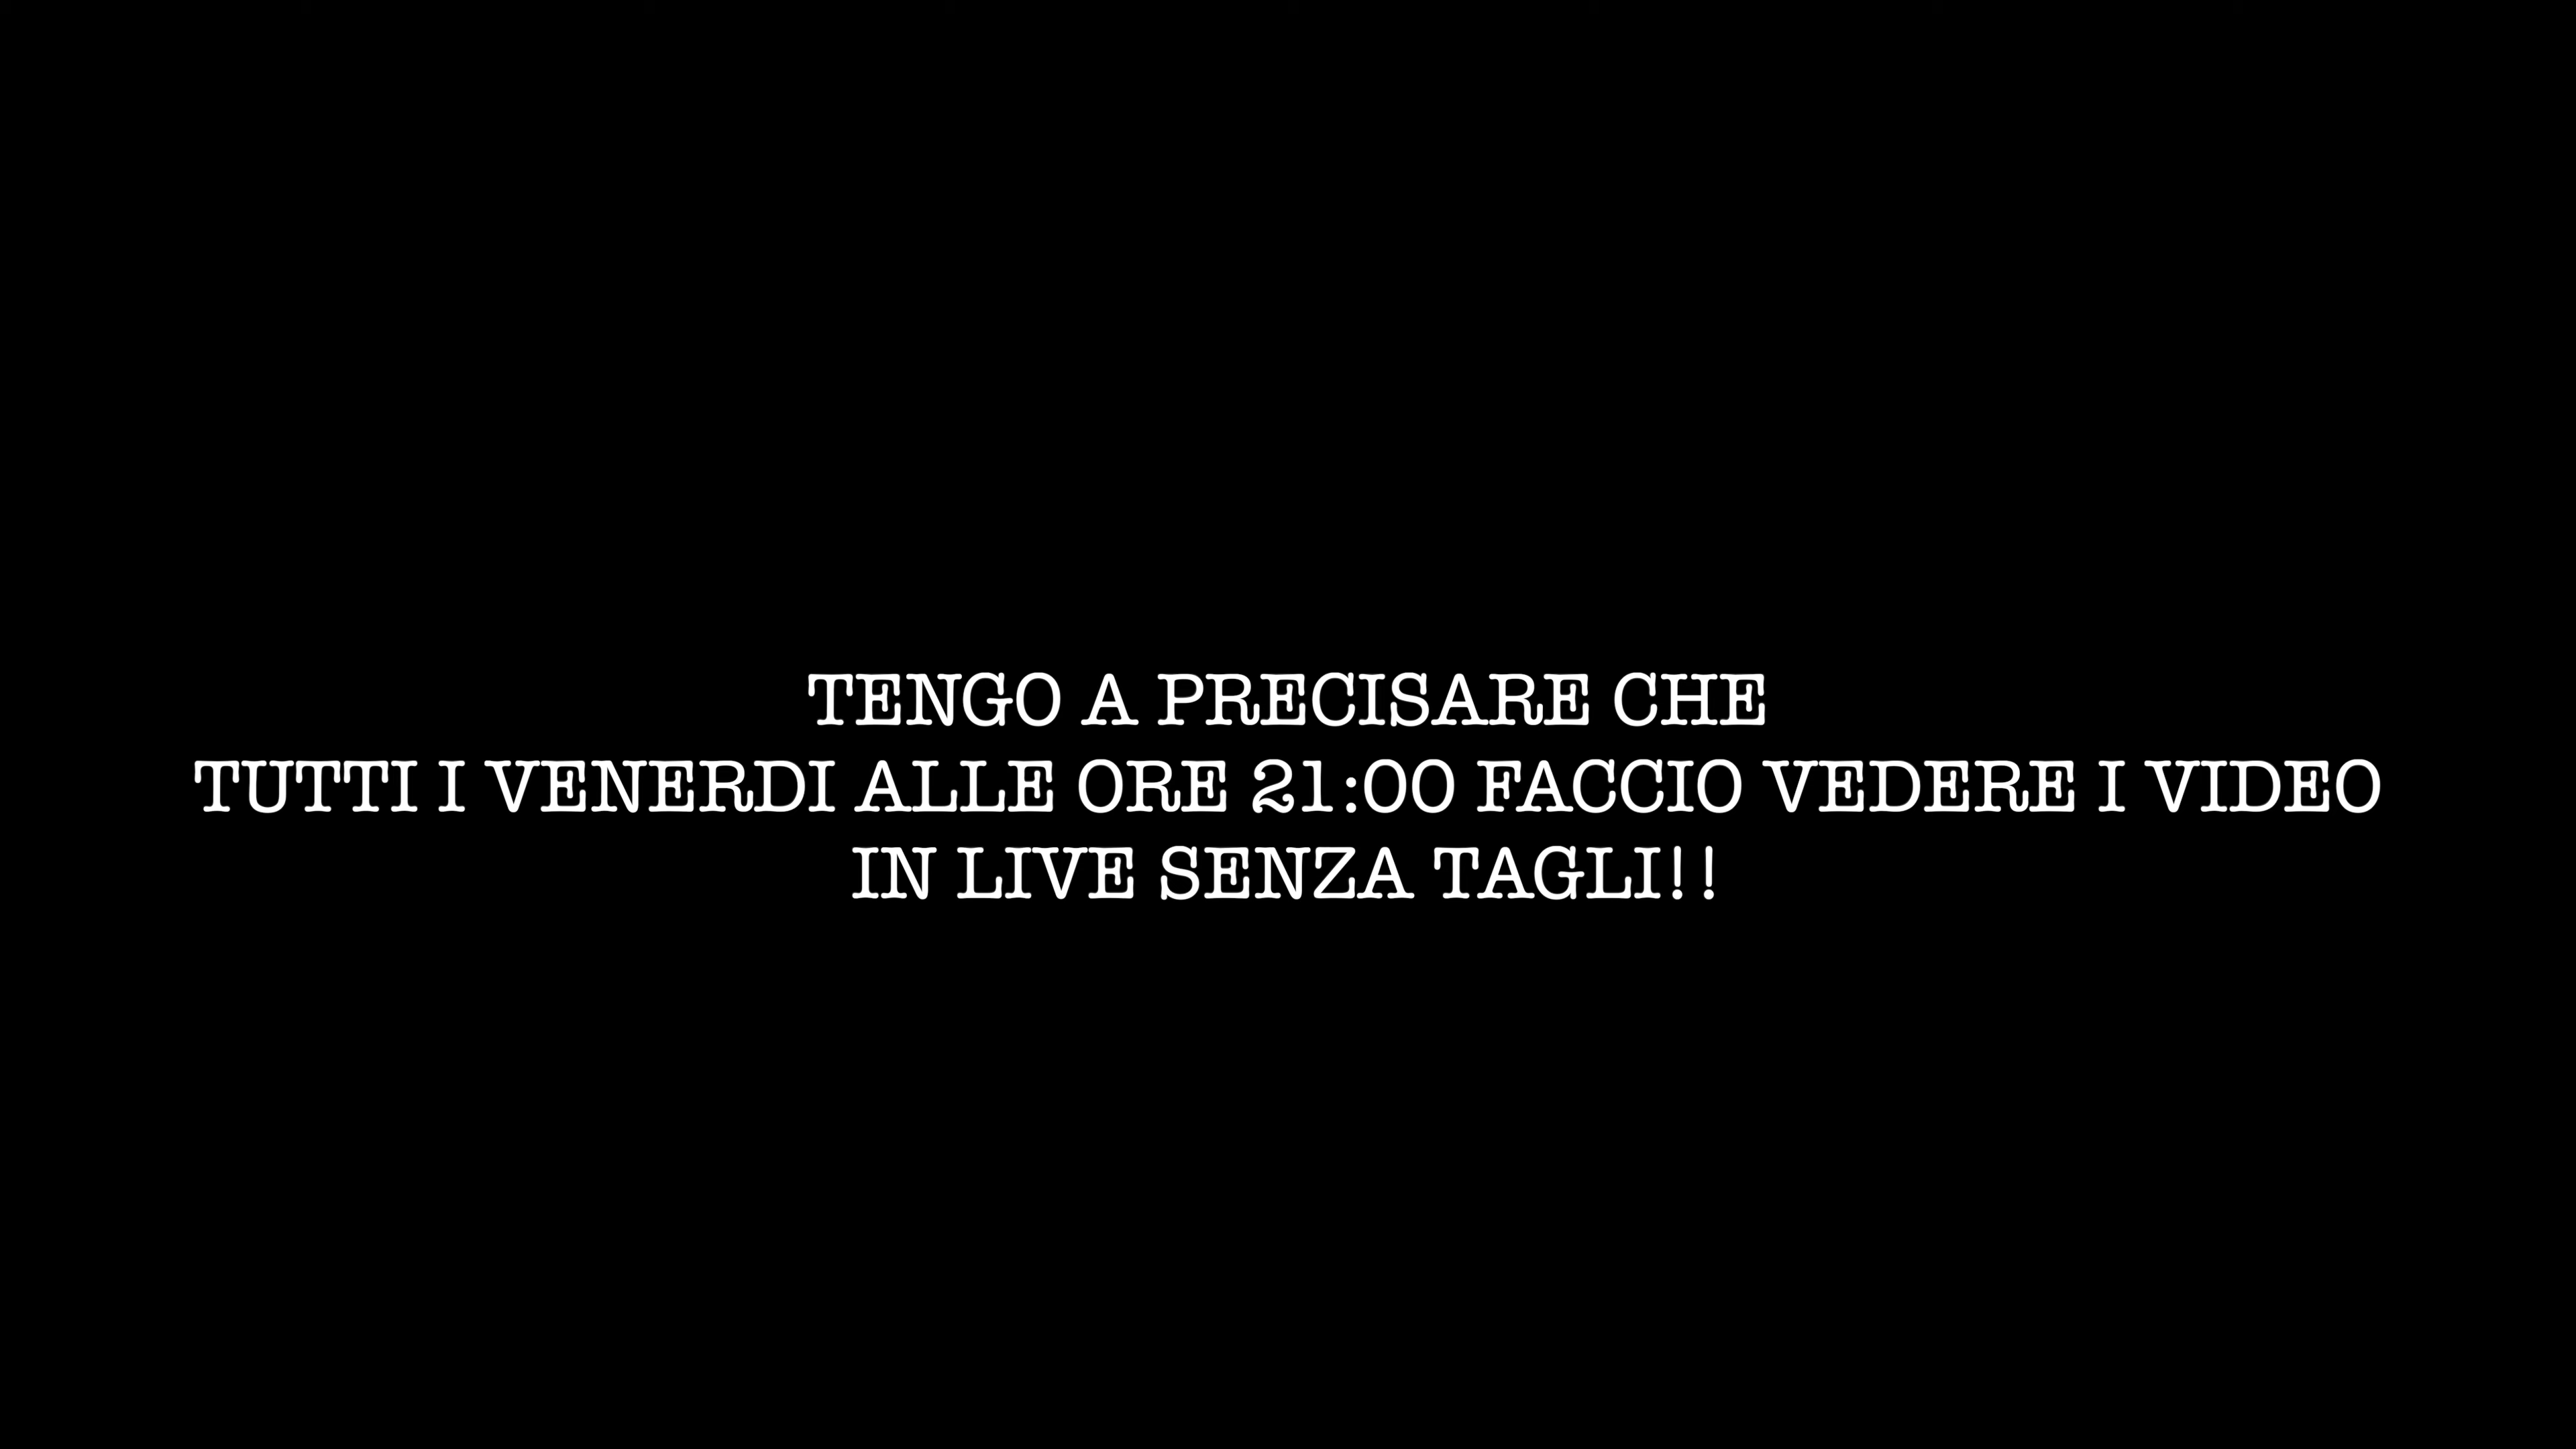 TENGO A PRECISARE CHE
TUTTI I VENERDI ALLE ORE 21:00 FACCIO VEDERE I VIDEO
IN LIVE SENZA TAGLI!!